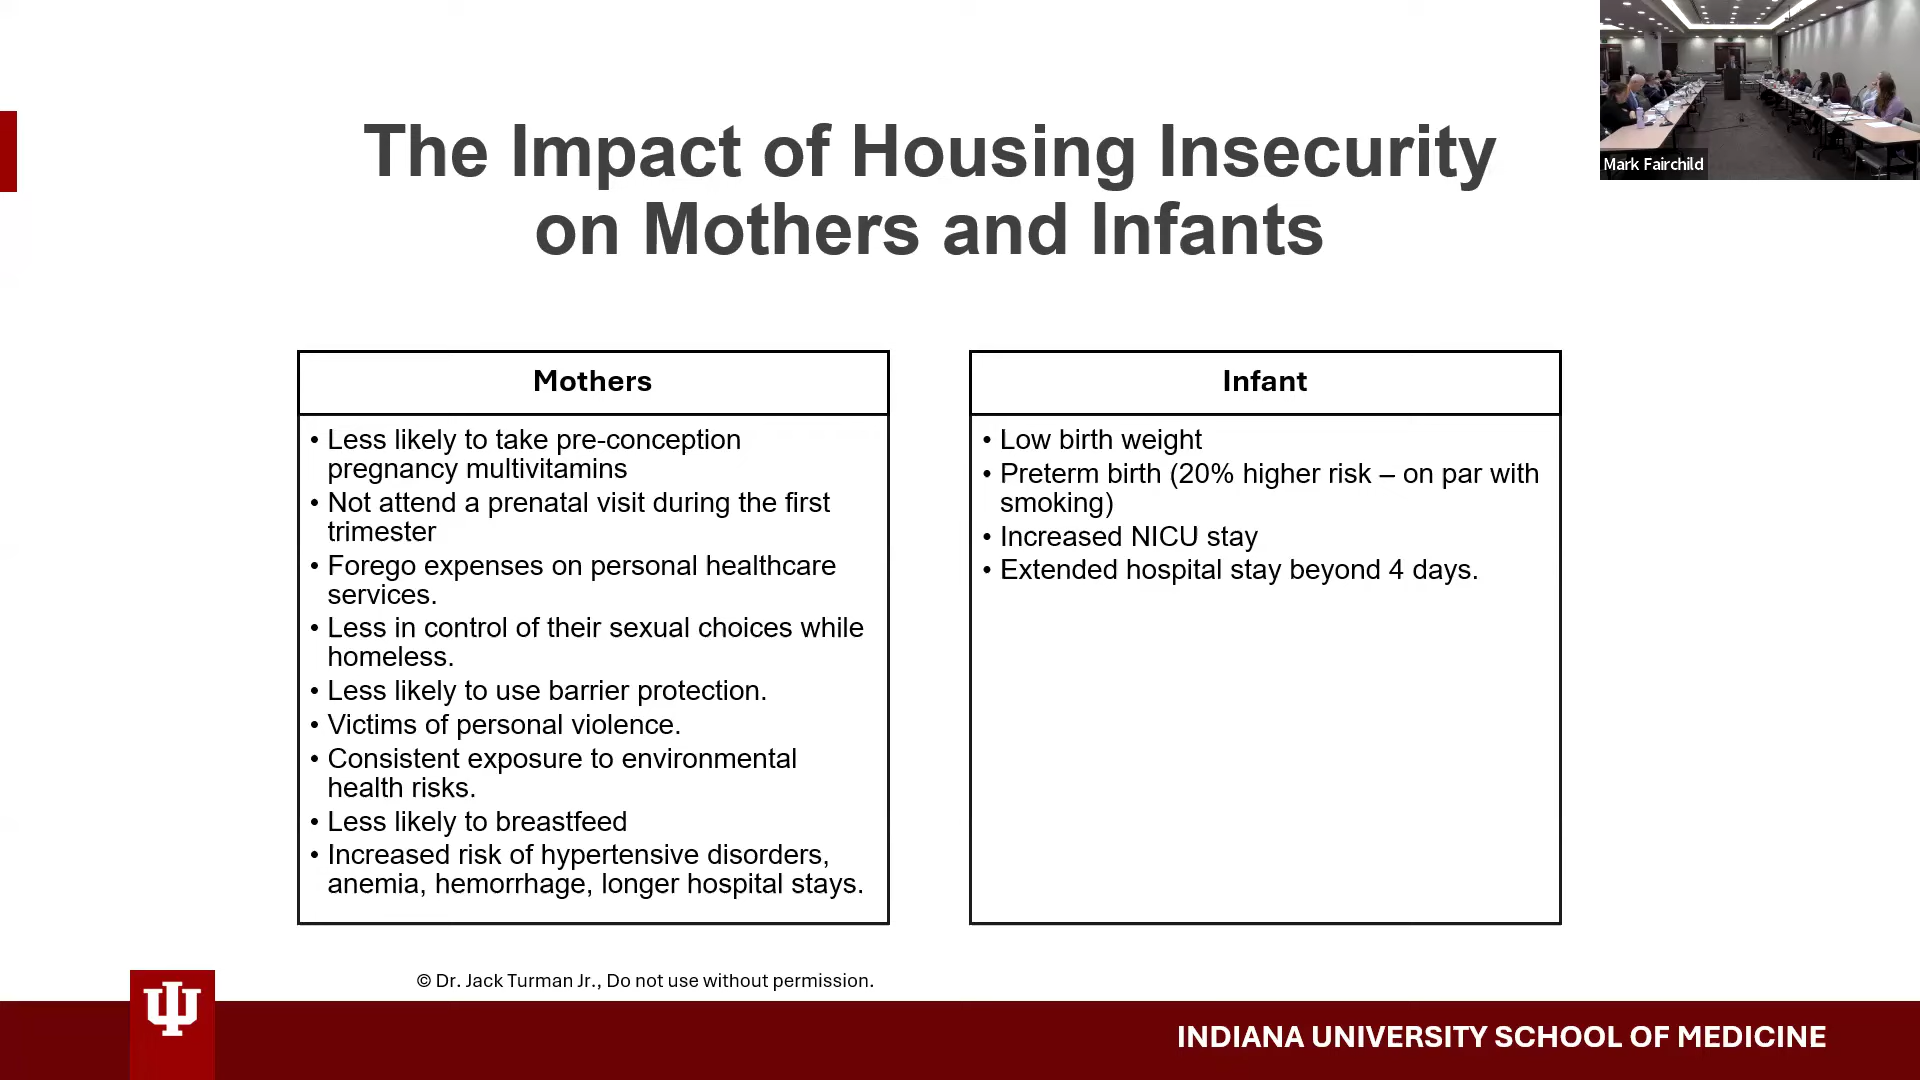 Mark Fairchild
The Impact of Housing Insecurity
on Mothers and Infants
Mothers
• Less likely to take pre-conception
pregnancy multivitamins
• Not attend a prenatal visit during the first
trimester
• Forego expenses on personal healthcare
services.
• Less in control of their sexual choices while
homeless.
• Less likely to use barrier protection.
• Victims of personal violence.
• Consistent exposure to environmental
health risks.
• Less likely to breastfeed
• Increased risk of hypertensive disorders,
anemia, hemorrhage, longer hospital stays.
Infant
• Low birth weight
• Preterm birth (20% higher risk – on par with
smoking)
• Increased NICU stay
• Extended hospital stay beyond 4 days.
© Dr. Jack Turman Jr., Do not use without permission.
INDIANA UNIVERSITY SCHOOL OF MEDICINE